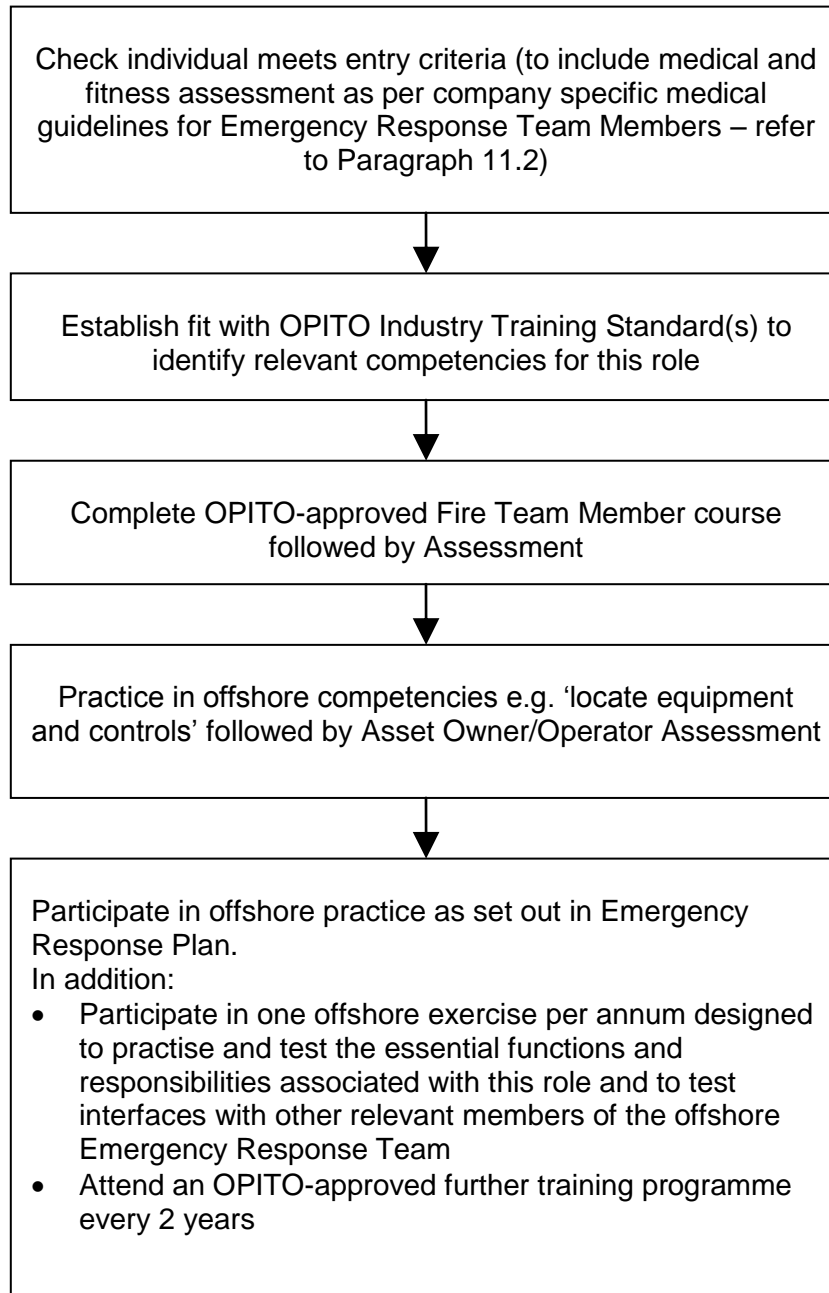 Check individual meets entry criteria (to include medical and
fitness assessment as per company specific medical
guidelines for Emergency Response Team Members – refer
to Paragraph 11.2)
Establish fit with OPITO Industry Training Standard(s) to
identify relevant competencies for this role
Complete OPITO-approved Fire Team Member course
followed by Assessment
Practice in offshore competencies e.g. ‘locate equipment
and controls’ followed by Asset Owner/Operator Assessment
Participate in offshore practice as set out in Emergency
Response Plan.
In addition:
• Participate in one offshore exercise per annum designed
to practise and test the essential functions and
responsibilities associated with this role and to test
interfaces with other relevant members of the offshore
Emergency Response Team
• Attend an OPITO-approved further training programme
every 2 years